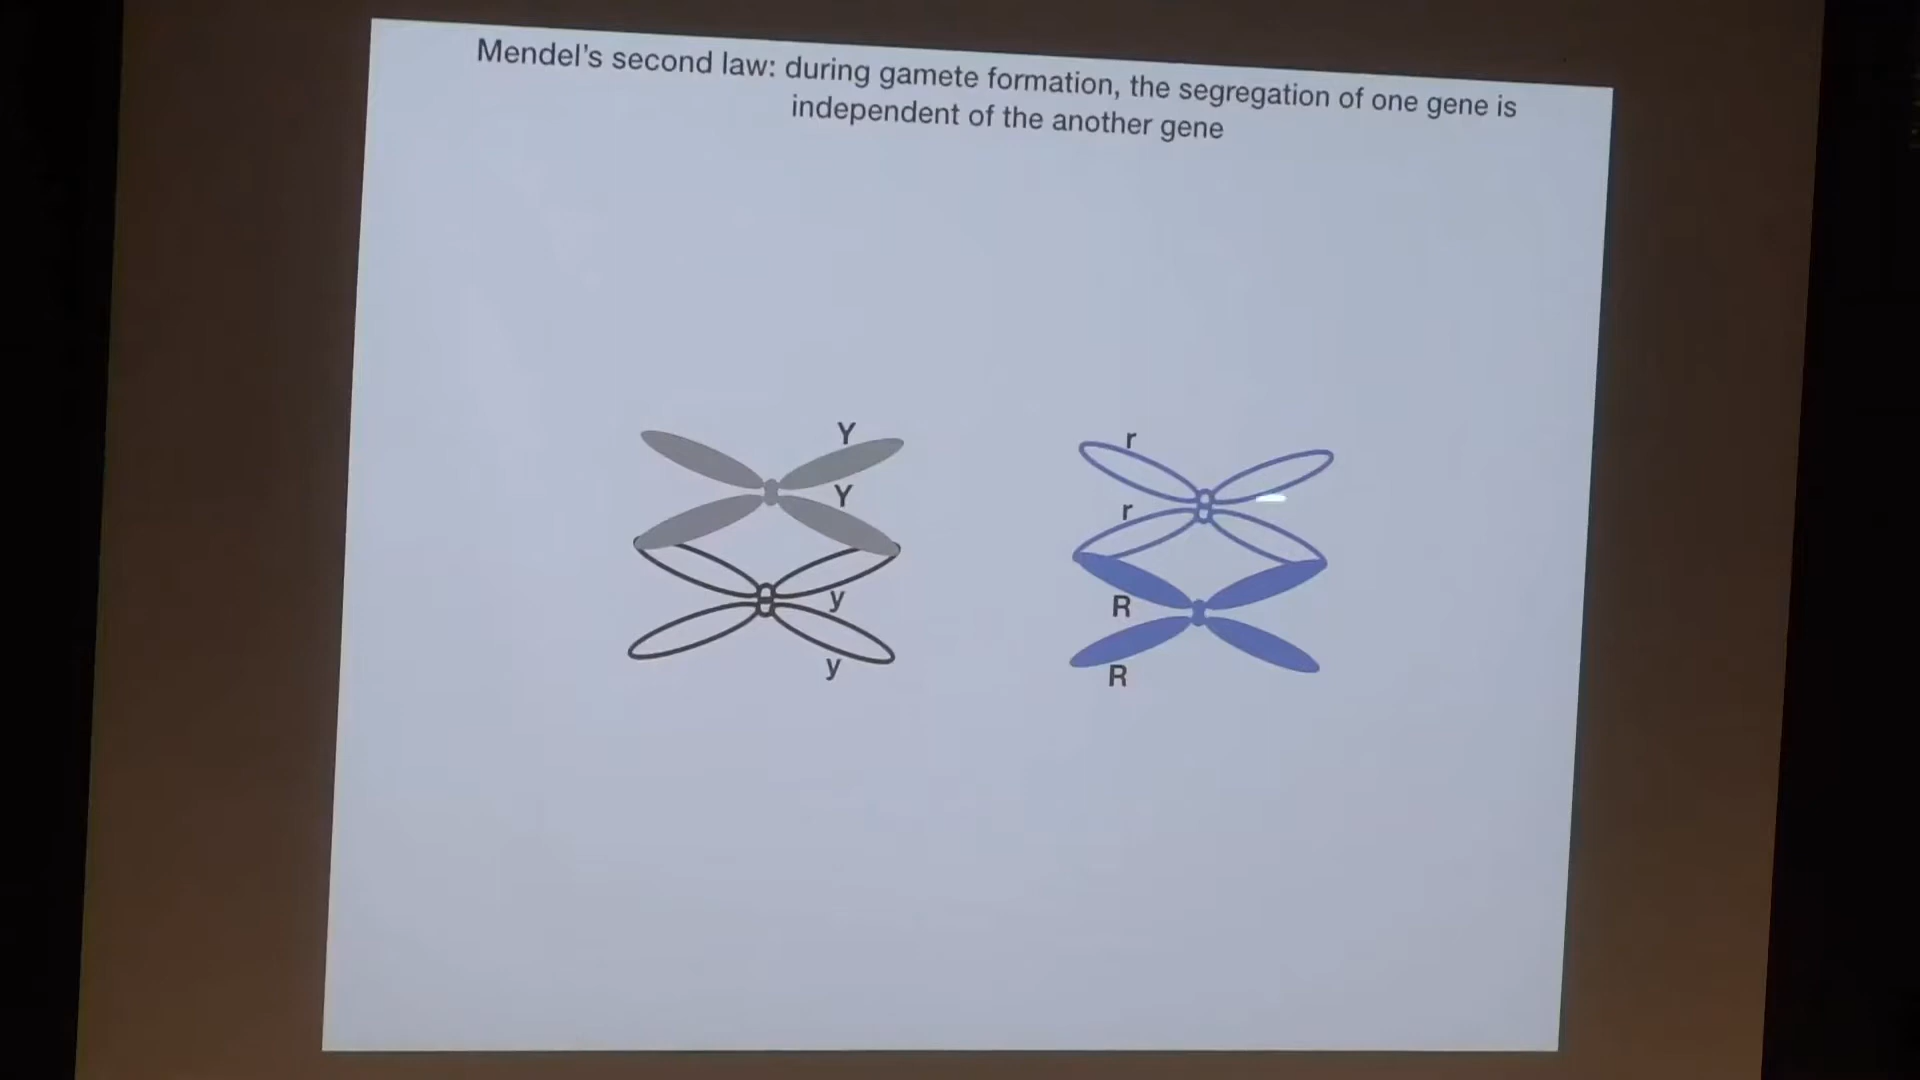 Mendel's second law: during gamete formation, the segregation of one gene is
independent of the another gene
Y
Y
y
y
r
r
R
R